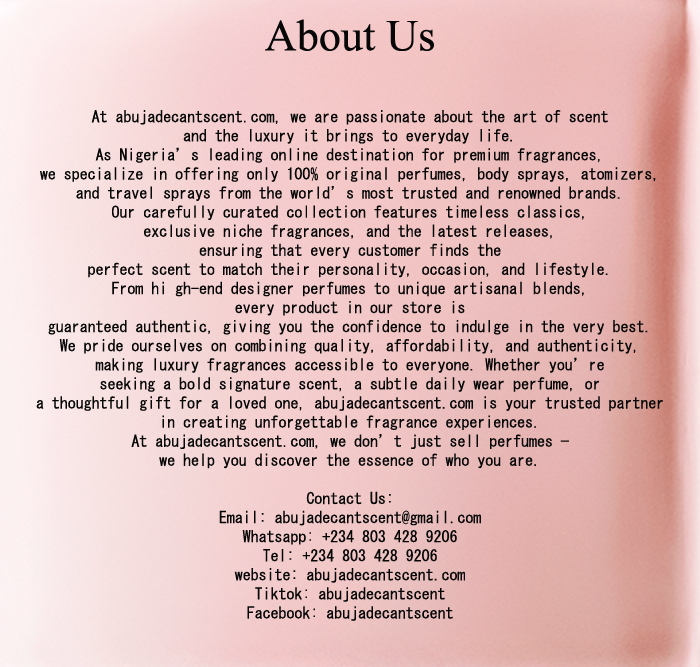 About Us
At abujadecantscent.com, we are passionate about the art of scent
and the luxury it brings to everyday life.
As Nigeria’s leading online destination for premium fragrances,
we specialize in offering only 100% original perfumes, body sprays, atomizers,
and travel sprays from the world’s most trusted and renowned brands.
Our carefully curated collection features timeless classics,
exclusive niche fragrances, and the latest releases,
ensuring that every customer finds the
perfect scent to match their personality, occasion, and lifestyle.
From hi gh-end designer perfumes to unique artisanal blends,
every product in our store is
guaranteed authentic, giving you the confidence to indulge in the very best.
We pride ourselves on combining quality, affordability, and authenticity,
making luxury fragrances accessible to everyone. Whether you’re
seeking a bold signature scent, a subtle daily wear perfume, or
a thoughtful gift for a loved one, abujadecantscent.com is your trusted partner
in creating unforgettable fragrance experiences.
At abujadecantscent.com, we don’t just sell perfumes —
we help you discover the essence of who you are.
Contact Us:
Email: abujadecantscent@gmail.com
Whatsapp: +234 803 428 9206
Tel: +234 803 428 9206
website: abujadecantscent.com
Tiktok: abujadecantscent
Facebook: abujadecantscent